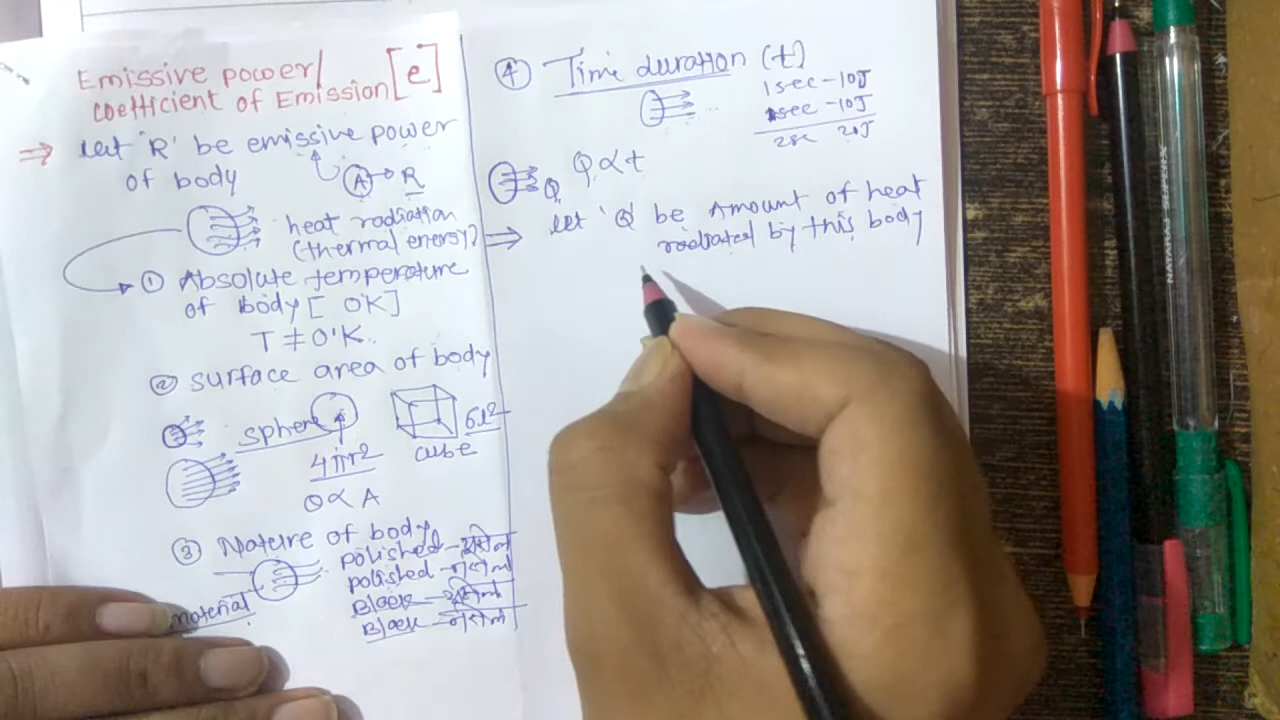 Emissive power/
coefficient of Emission [e]
⇒ let 'R' be emissive power
of body
A → R
heat radiation
(thermal energy)
① Absolute temperature
of Body [ 0°K]
T ≠ 0°K.
② surface area of body
sphere
4πr²
6l²
cube
Q ∝ A
③ Nature of body
material
polished -
polished -
Black -
Black -
④ Time duration (t)
1sec - 10J
1sec - 10J
2sec 20J
Q
Q ∝ t
⇒ let 'Q' be Amount of heat
radiated by this body
NATARAJ SUPERX